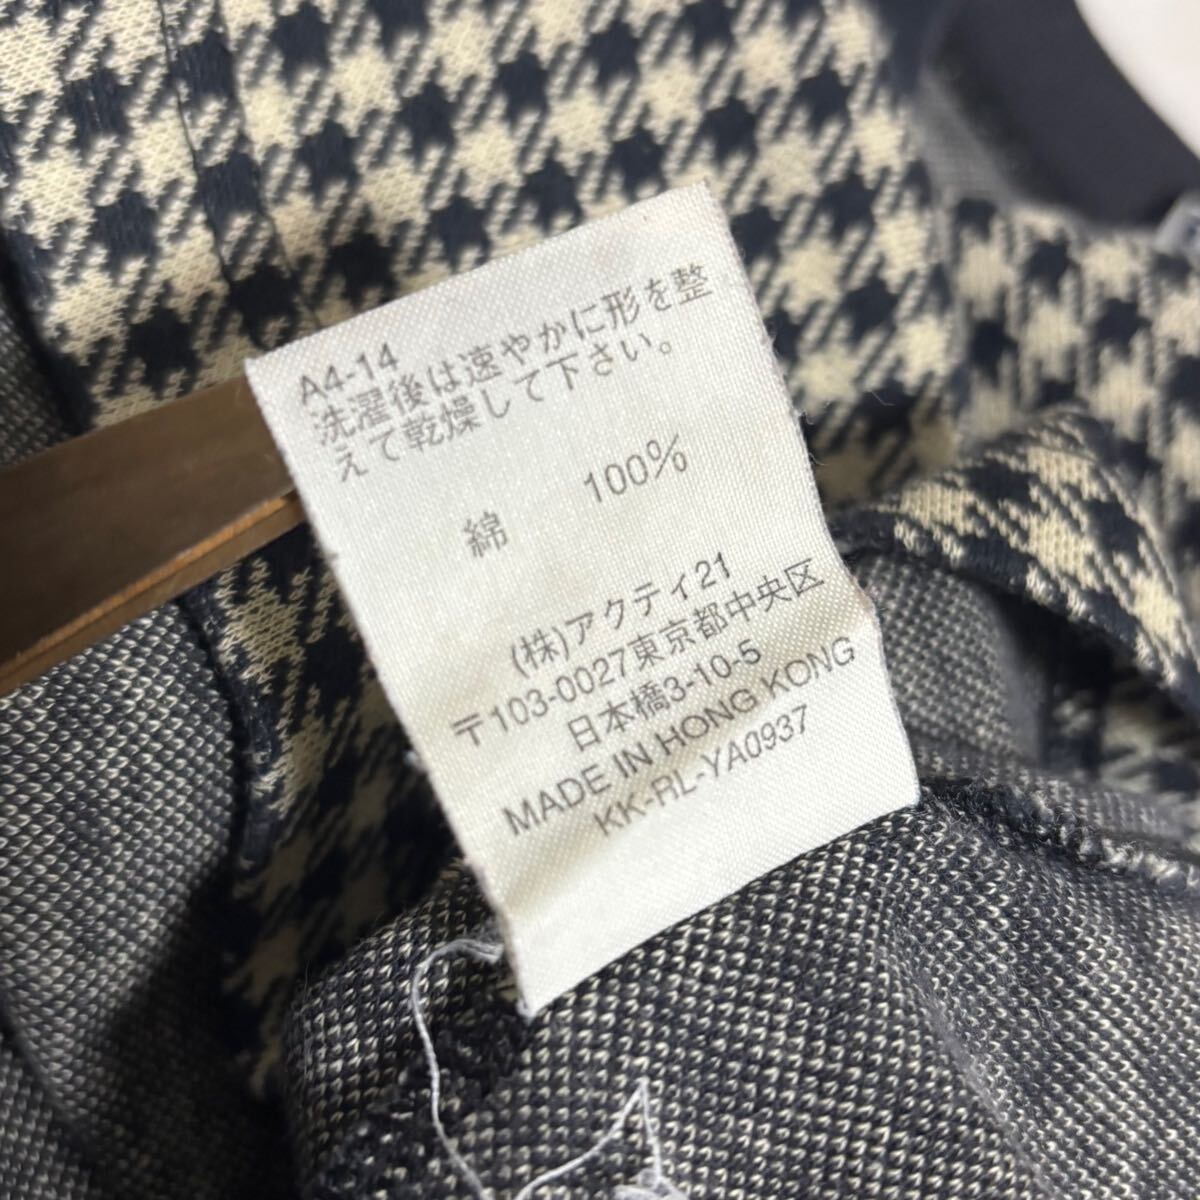 A4-14
洗濯後は速やかに形を整
えて乾燥して下さい。
綿 100%
(株)アクティ21
〒103-0027東京都中央区
日本橋3-10-5
MADE IN HONG KONG
KK-RL-YA0937